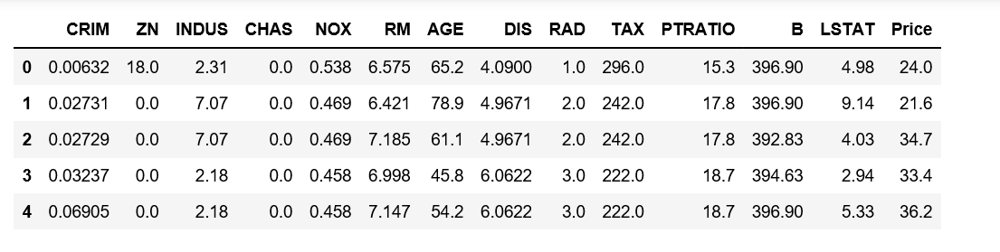 CRIM ZN INDUS CHAS NOX RM AGE DIS RAD TAX PTRATIO B LSTAT Price
0 0.00632 18.0 2.31 0.0 0.538 6.575 65.2 4.0900 1.0 296.0 15.3 396.90 4.98 24.0
1 0.02731 0.0 7.07 0.0 0.469 6.421 78.9 4.9671 2.0 242.0 17.8 396.90 9.14 21.6
2 0.02729 0.0 7.07 0.0 0.469 7.185 61.1 4.9671 2.0 242.0 17.8 392.83 4.03 34.7
3 0.03237 0.0 2.18 0.0 0.458 6.998 45.8 6.0622 3.0 222.0 18.7 394.63 2.94 33.4
4 0.06905 0.0 2.18 0.0 0.458 7.147 54.2 6.0622 3.0 222.0 18.7 396.90 5.33 36.2